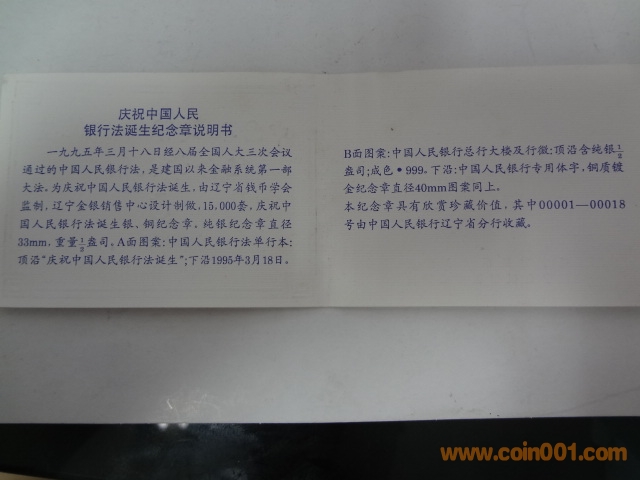 庆祝中国人民
银行法诞生纪念章说明书
一九九五年三月十八日经八届全国人大三次会议
通过的中国人民银行法，是建国以来金融系统第一部
大法。为庆祝人民银行法诞生，由辽宁省钱币学会
监制，辽宁金银销售中心设计制做，15.000套，庆祝中
国人民银行法诞生银、铜纪念章。纯银纪念章直径
33mm，重量½盎司。A面图案：中国人民银行法单行本；
顶沿“庆祝中国人民银行法诞生”；下沿1995年3月18日。
B面图案：中国人民银行总行大楼及行徽；顶沿含纯银½
盎司；成色•999。下沿：中国人民银行专用体字，铜质镀
金纪念章直径40mm图案同上。
本纪念章具有欣赏珍藏价值，其中00001—00018
号由中国人民银行辽宁省分行收藏。
www.coin001.com